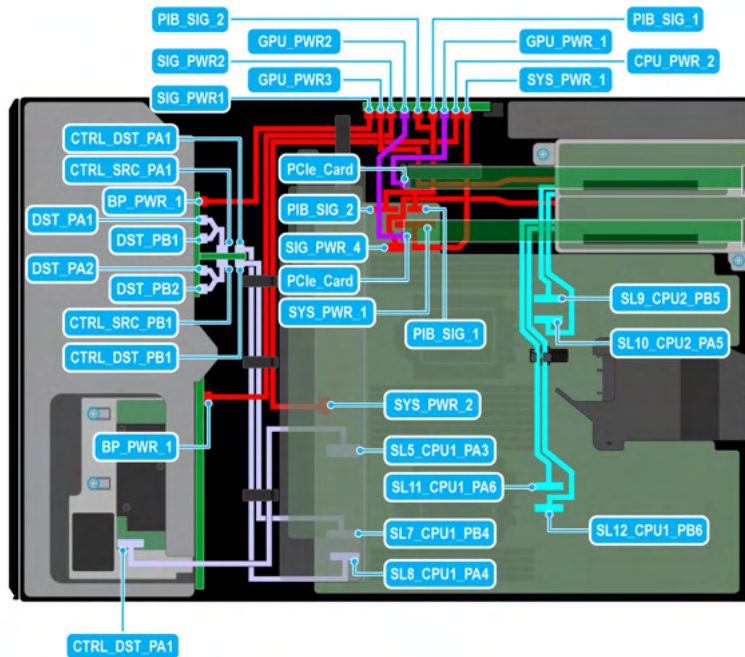 PIB_SIG_2
PIB_SIG_1
GPU_PWR2
GPU_PWR_1
SIG_PWR2
CPU_PWR_2
GPU_PWR3
SYS_PWR_1
SIG_PWR1
CTRL_DST_PA1
CTRL_SRC_PA1
PCIe_Card
BP_PWR_1
PIB_SIG_2
DST_PA1
DST_PB1
SIG_PWR_4
DST_PA2
PCIe_Card
DST_PB2
SL9_CPU2_PB5
SYS_PWR_1
CTRL_SRC_PB1
PIB_SIG_1
SL10_CPU2_PA5
CTRL_DST_PB1
SYS_PWR_2
BP_PWR_1
SL5_CPU1_PA3
SL11_CPU1_PA6
SL7_CPU1_PB4
SL12_CPU1_PB6
SL8_CPU1_PA4
CTRL_DST_PA1